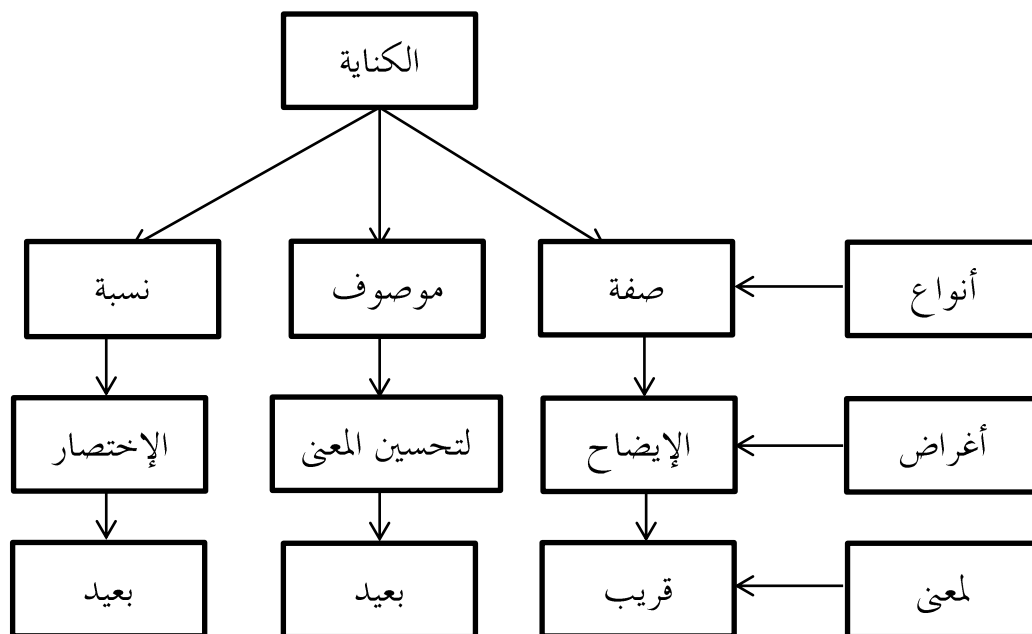 الكناية
أنواع
صفة
موصوف
نسبة
أغراض
الإيضاح
لتحسين المعنى
الإختصار
لمعنى
قريب
بعيد
بعيد